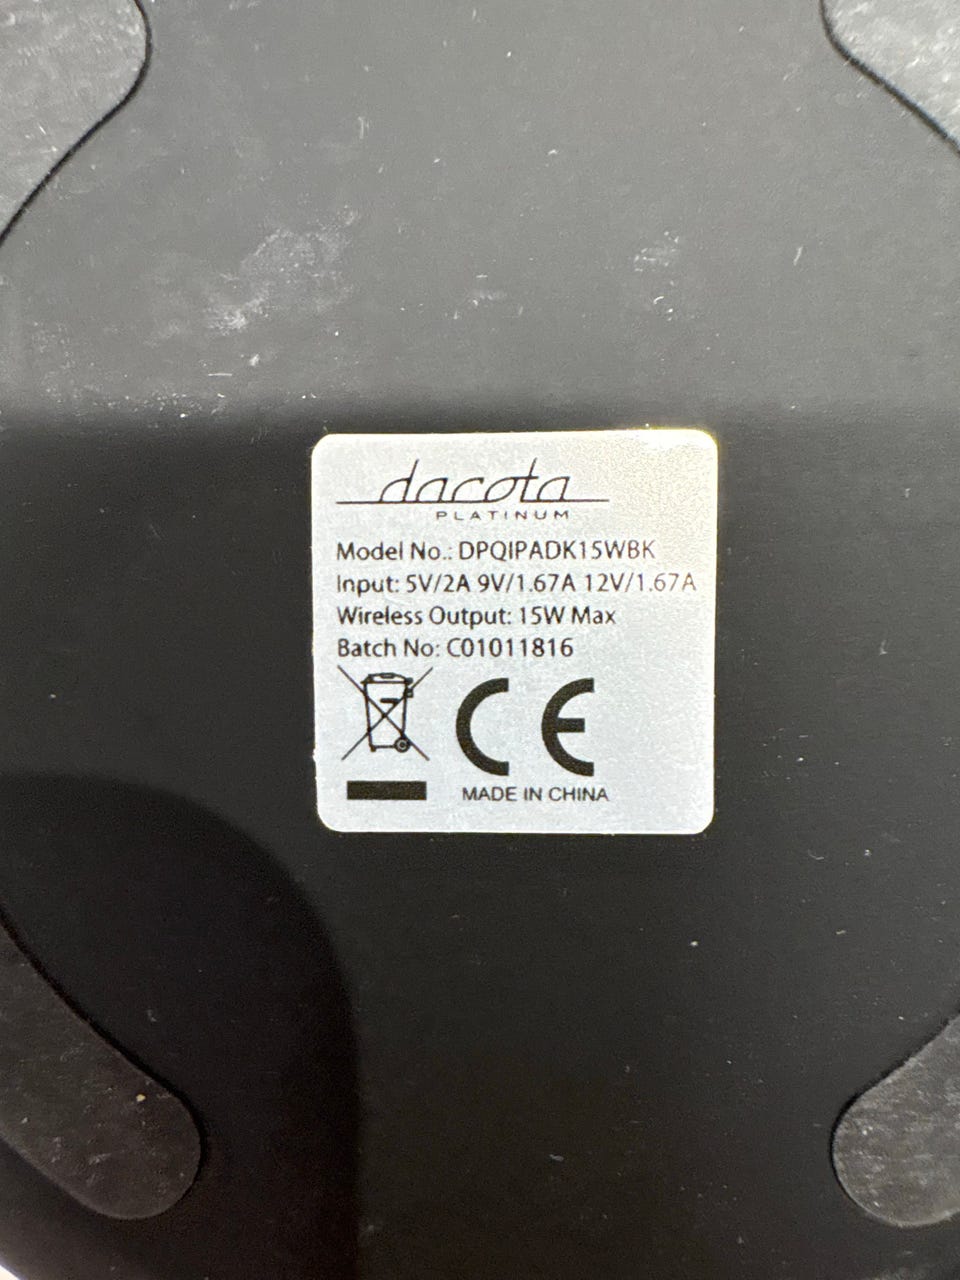 dacota
PLATINUM
Model No.: DPQIPADK15WBK
Input: 5V/2A 9V/1.67A 12V/1.67A
Wireless Output: 15W Max
Batch No: C01011816
CE
MADE IN CHINA